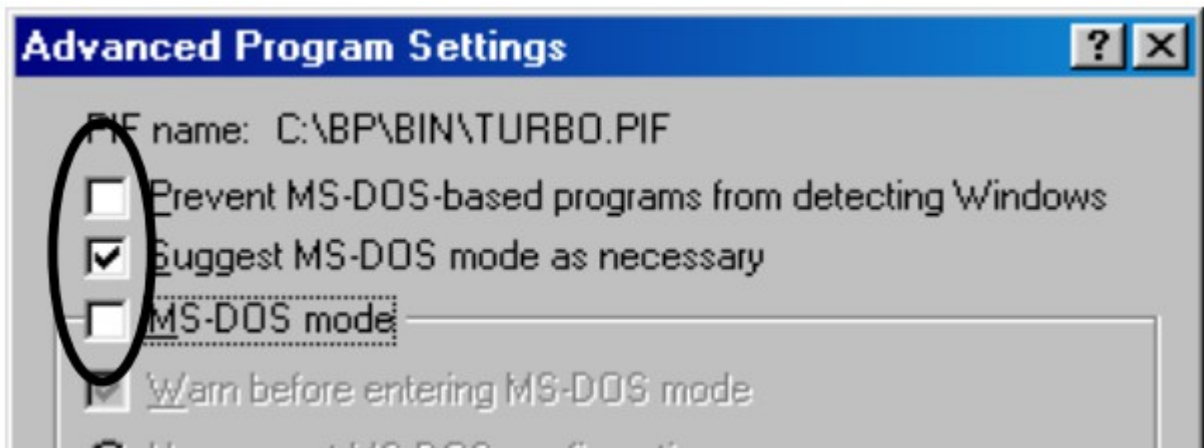 Advanced Program Settings
PIF name: C:\BP\BIN\TURBO.PIF
Prevent MS-DOS-based programs from detecting Windows
Suggest MS-DOS mode as necessary
MS-DOS mode
Warn before entering MS-DOS mode